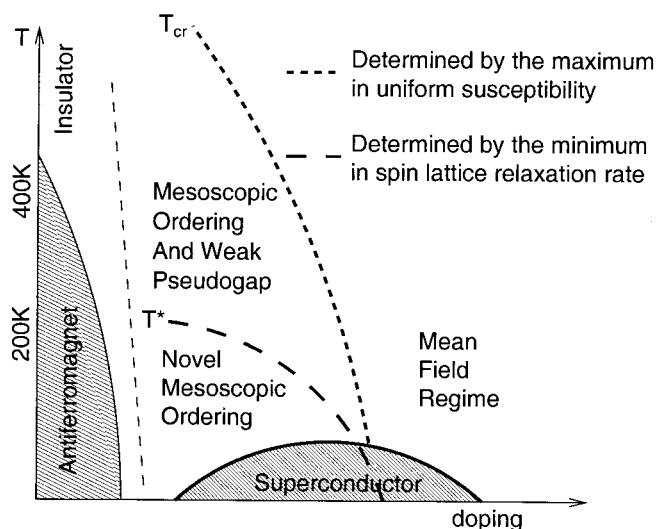 T
T_cr
Determined by the maximum
in uniform susceptibility
Determined by the minimum
in spin lattice relaxation rate
Insulator
400K
200K
Antiferromagnet
Mesoscopic
Ordering
And Weak
Pseudogap
T*
Novel
Mesoscopic
Ordering
Mean
Field
Regime
Superconductor
doping